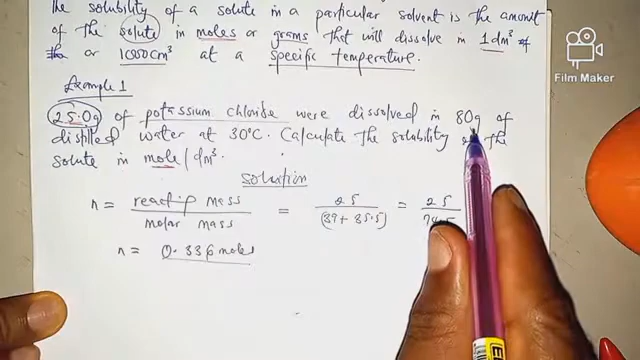 the solubility of a solute in a particular solvent is the amount
of the solute in moles or grams that will dissolve in 1dm³ of
or 1000cm³ at a specific temperature.
Example 1
25.0g of potassium chloride were dissolved in 80g of
distilled water at 30°C. Calculate the solubility of the
solute in mole/dm³.
Solution
n = reacting mass / molar mass = 25 / (39 + 35.5) = 25 / 74.5
n = 0.336 moles
Film Maker